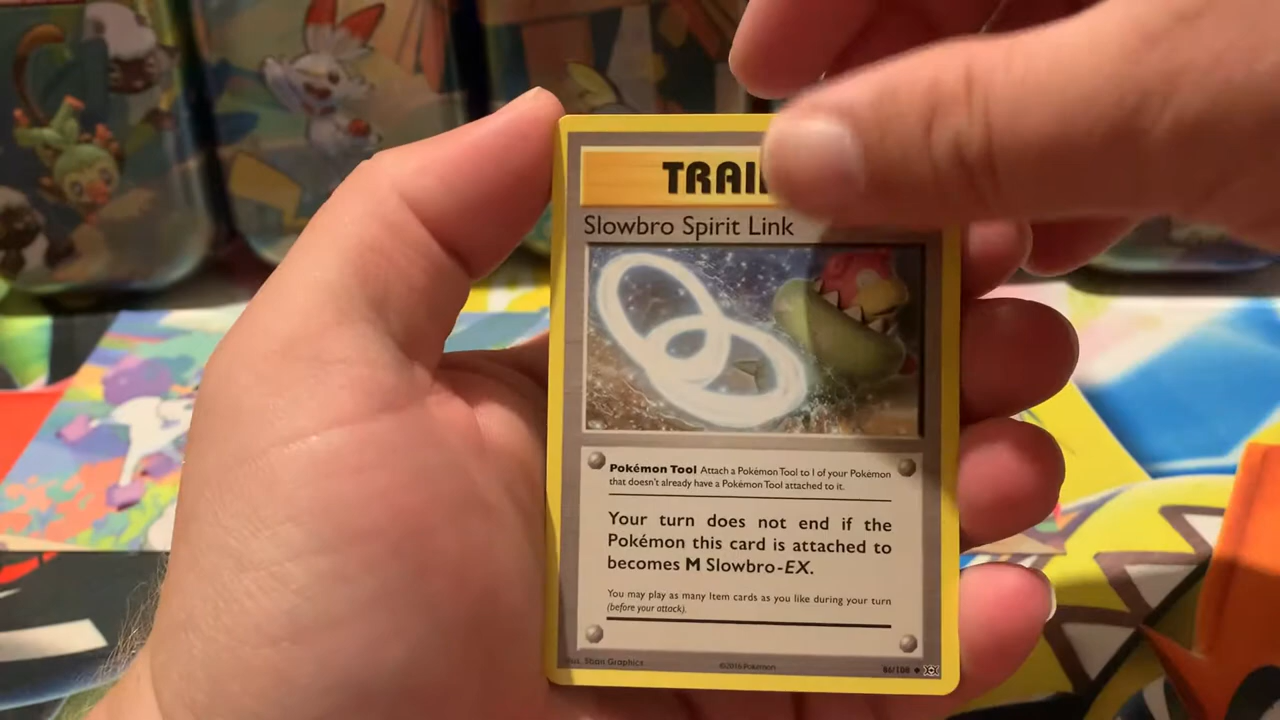 TRAI
Slowbro Spirit Link
Pokémon Tool Attach a Pokémon Tool to 1 of your Pokémon
that doesn't already have a Pokémon Tool attached to it.
Your turn does not end if the
Pokémon this card is attached to
becomes M Slowbro-EX.
You may play as many Item cards as you like during your turn
(before your attack).
Illus. 5ban Graphics
©2016 Pokémon
86/108